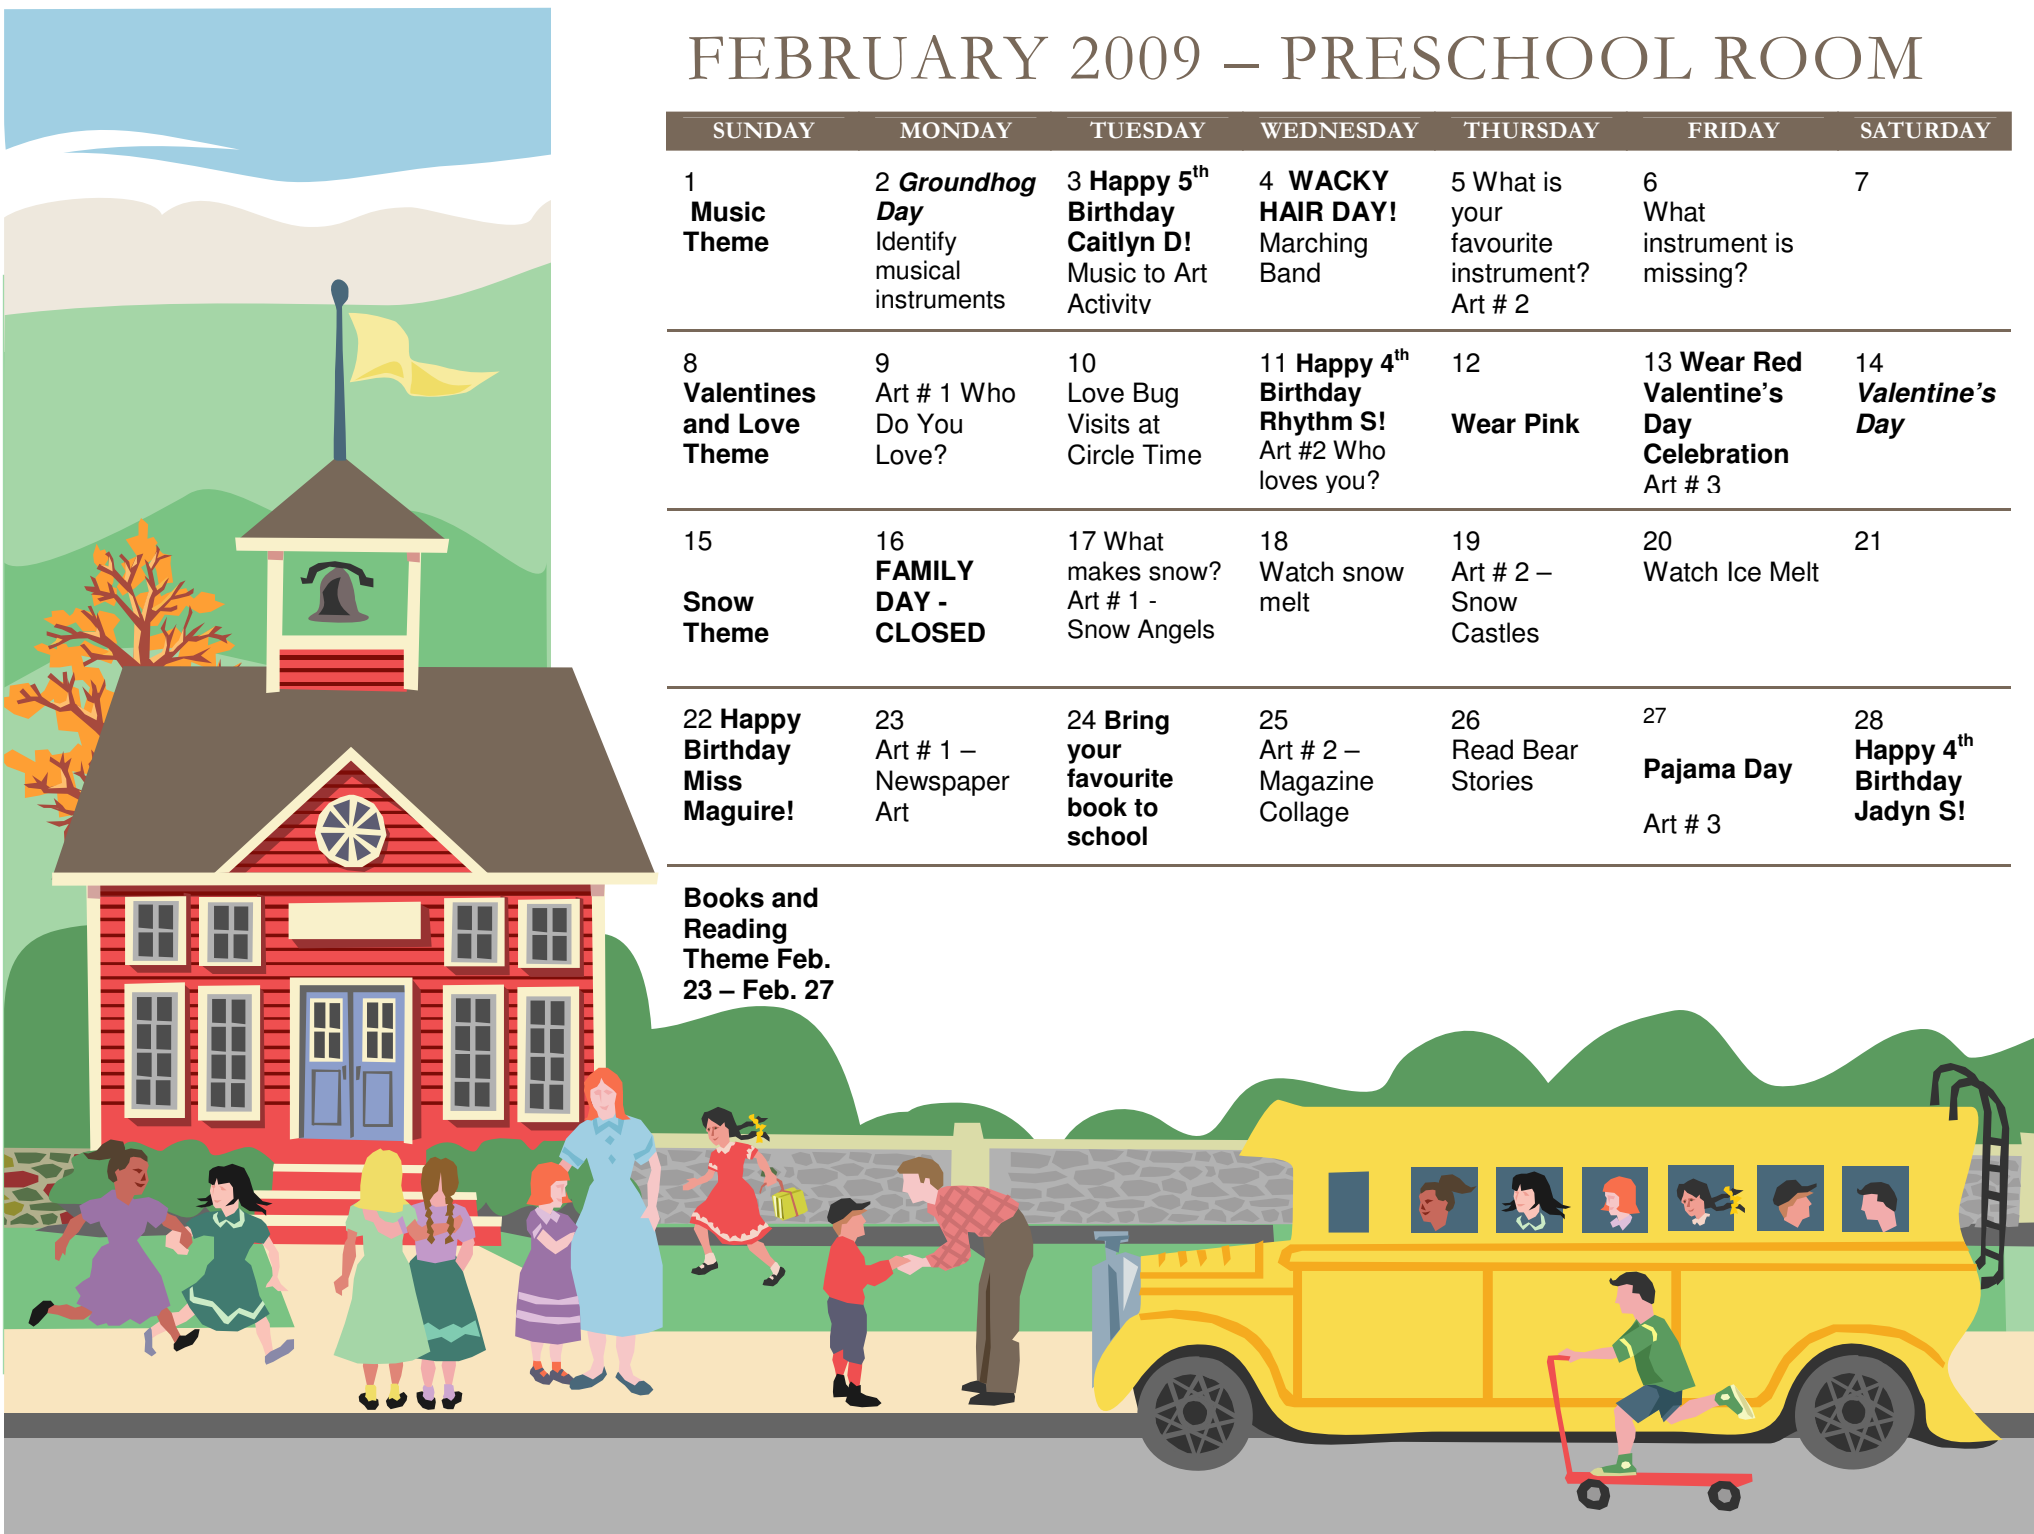 FEBRUARY 2009 – PRESCHOOL ROOM
SUNDAY MONDAY TUESDAY WEDNESDAY THURSDAY FRIDAY SATURDAY
1
Music
Theme
2 Groundhog
Day
Identify
musical
instruments
3 Happy 5th
Birthday
Caitlyn D!
Music to Art
Activity
4 WACKY
HAIR DAY!
Marching
Band
5 What is
your
favourite
instrument?
Art # 2
6
What
instrument is
missing?
7
8
Valentines
and Love
Theme
9
Art # 1 Who
Do You
Love?
10
Love Bug
Visits at
Circle Time
11 Happy 4th
Birthday
Rhythm S!
Art #2 Who
loves you?
12
Wear Pink
13 Wear Red
Valentine’s
Day
Celebration
Art # 3
14
Valentine’s
Day
15
Snow
Theme
16
FAMILY
DAY -
CLOSED
17 What
makes snow?
Art # 1 -
Snow Angels
18
Watch snow
melt
19
Art # 2 –
Snow
Castles
20
Watch Ice Melt
21
22 Happy
Birthday
Miss
Maguire!
23
Art # 1 –
Newspaper
Art
24 Bring
your
favourite
book to
school
25
Art # 2 –
Magazine
Collage
26
Read Bear
Stories
27
Pajama Day
Art # 3
28
Happy 4th
Birthday
Jadyn S!
Books and
Reading
Theme Feb.
23 – Feb. 27